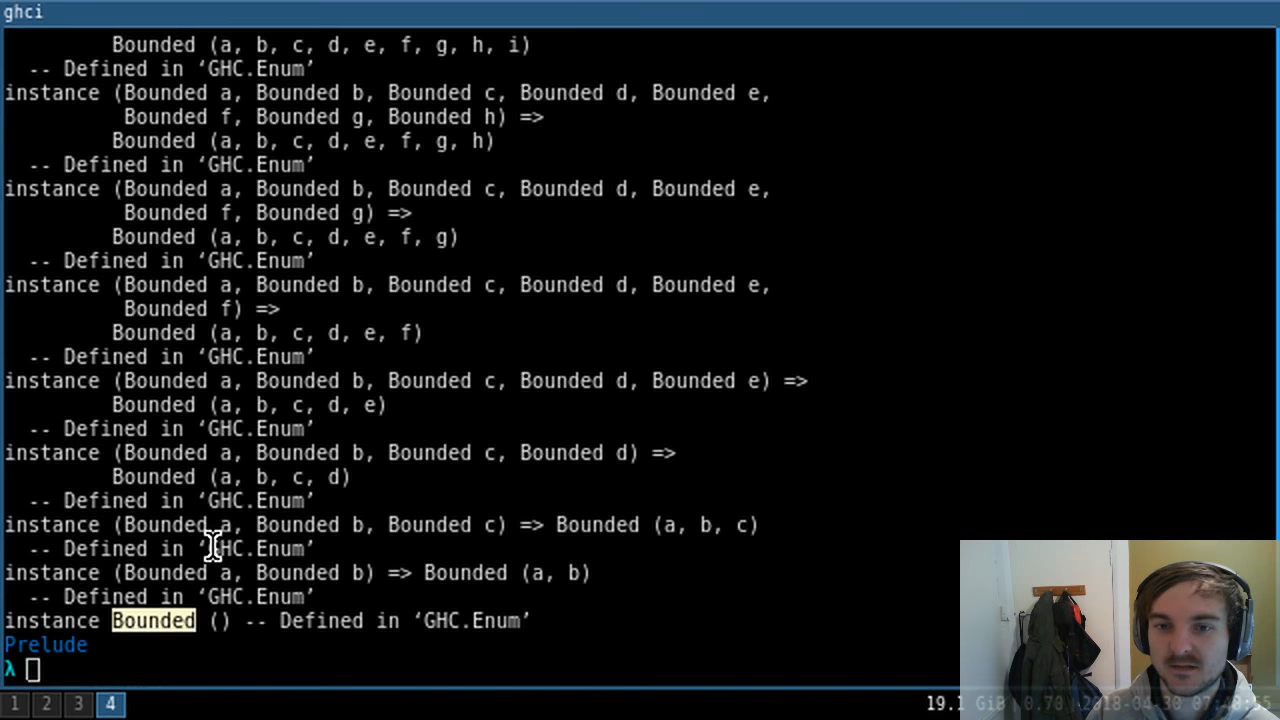 ghci
Bounded (a, b, c, d, e, f, g, h, i)
-- Defined in ‘GHC.Enum’
instance (Bounded a, Bounded b, Bounded c, Bounded d, Bounded e,
Bounded f, Bounded g, Bounded h) =>
Bounded (a, b, c, d, e, f, g, h)
-- Defined in ‘GHC.Enum’
instance (Bounded a, Bounded b, Bounded c, Bounded d, Bounded e,
Bounded f, Bounded g) =>
Bounded (a, b, c, d, e, f, g)
-- Defined in ‘GHC.Enum’
instance (Bounded a, Bounded b, Bounded c, Bounded d, Bounded e,
Bounded f) =>
Bounded (a, b, c, d, e, f)
-- Defined in ‘GHC.Enum’
instance (Bounded a, Bounded b, Bounded c, Bounded d, Bounded e) =>
Bounded (a, b, c, d, e)
-- Defined in ‘GHC.Enum’
instance (Bounded a, Bounded b, Bounded c, Bounded d) =>
Bounded (a, b, c, d)
-- Defined in ‘GHC.Enum’
instance (Bounded a, Bounded b, Bounded c) => Bounded (a, b, c)
-- Defined in ‘GHC.Enum’
instance (Bounded a, Bounded b) => Bounded (a, b)
-- Defined in ‘GHC.Enum’
instance Bounded () -- Defined in ‘GHC.Enum’
Prelude
λ
1 2 3 4 19.1 GiB | 0.70 | 2018-04-30